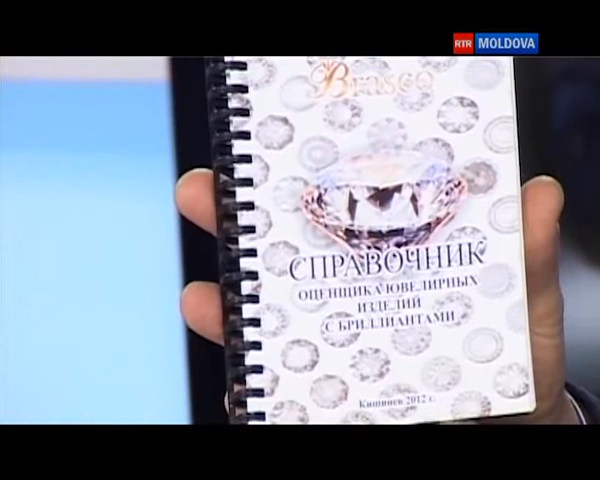 RTR MOLDOVA
Brasco
СПРАВОЧНИК
ОЦЕНЩИКА ЮВЕЛИРНЫХ
ИЗДЕЛИЙ
С БРИЛЛИАНТАМИ
Кишинев 2012 г.